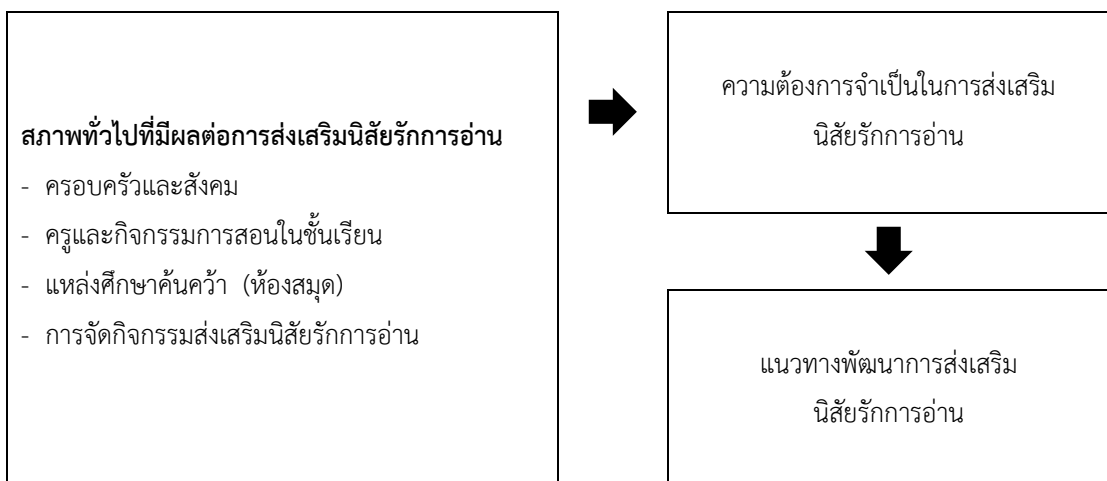 สภาพทั่วไปที่มีผลต่อการส่งเสริมนิสัยรักการอ่าน
- ครอบครัวและสังคม
- ครูและกิจกรรมการสอนในชั้นเรียน
- แหล่งศึกษาค้นคว้า (ห้องสมุด)
- การจัดกิจกรรมส่งเสริมนิสัยรักการอ่าน
ความต้องการจำเป็นในการส่งเสริม
นิสัยรักการอ่าน
แนวทางพัฒนาการส่งเสริม
นิสัยรักการอ่าน